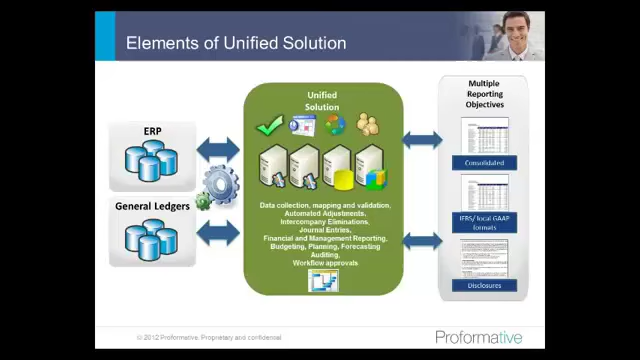 Elements of Unified Solution
ERP
General Ledgers
Unified
Solution
Data collection, mapping and validation,
Automated Adjustments,
Intercompany Eliminations,
Journal Entries,
Financial and Management Reporting,
Budgeting, Planning, Forecasting
Auditing,
Workflow approvals
Multiple
Reporting
Objectives
Consolidated
IFRS/ local GAAP
formats
Disclosures
© 2012 Proformative. Proprietary and confidential
Proformative